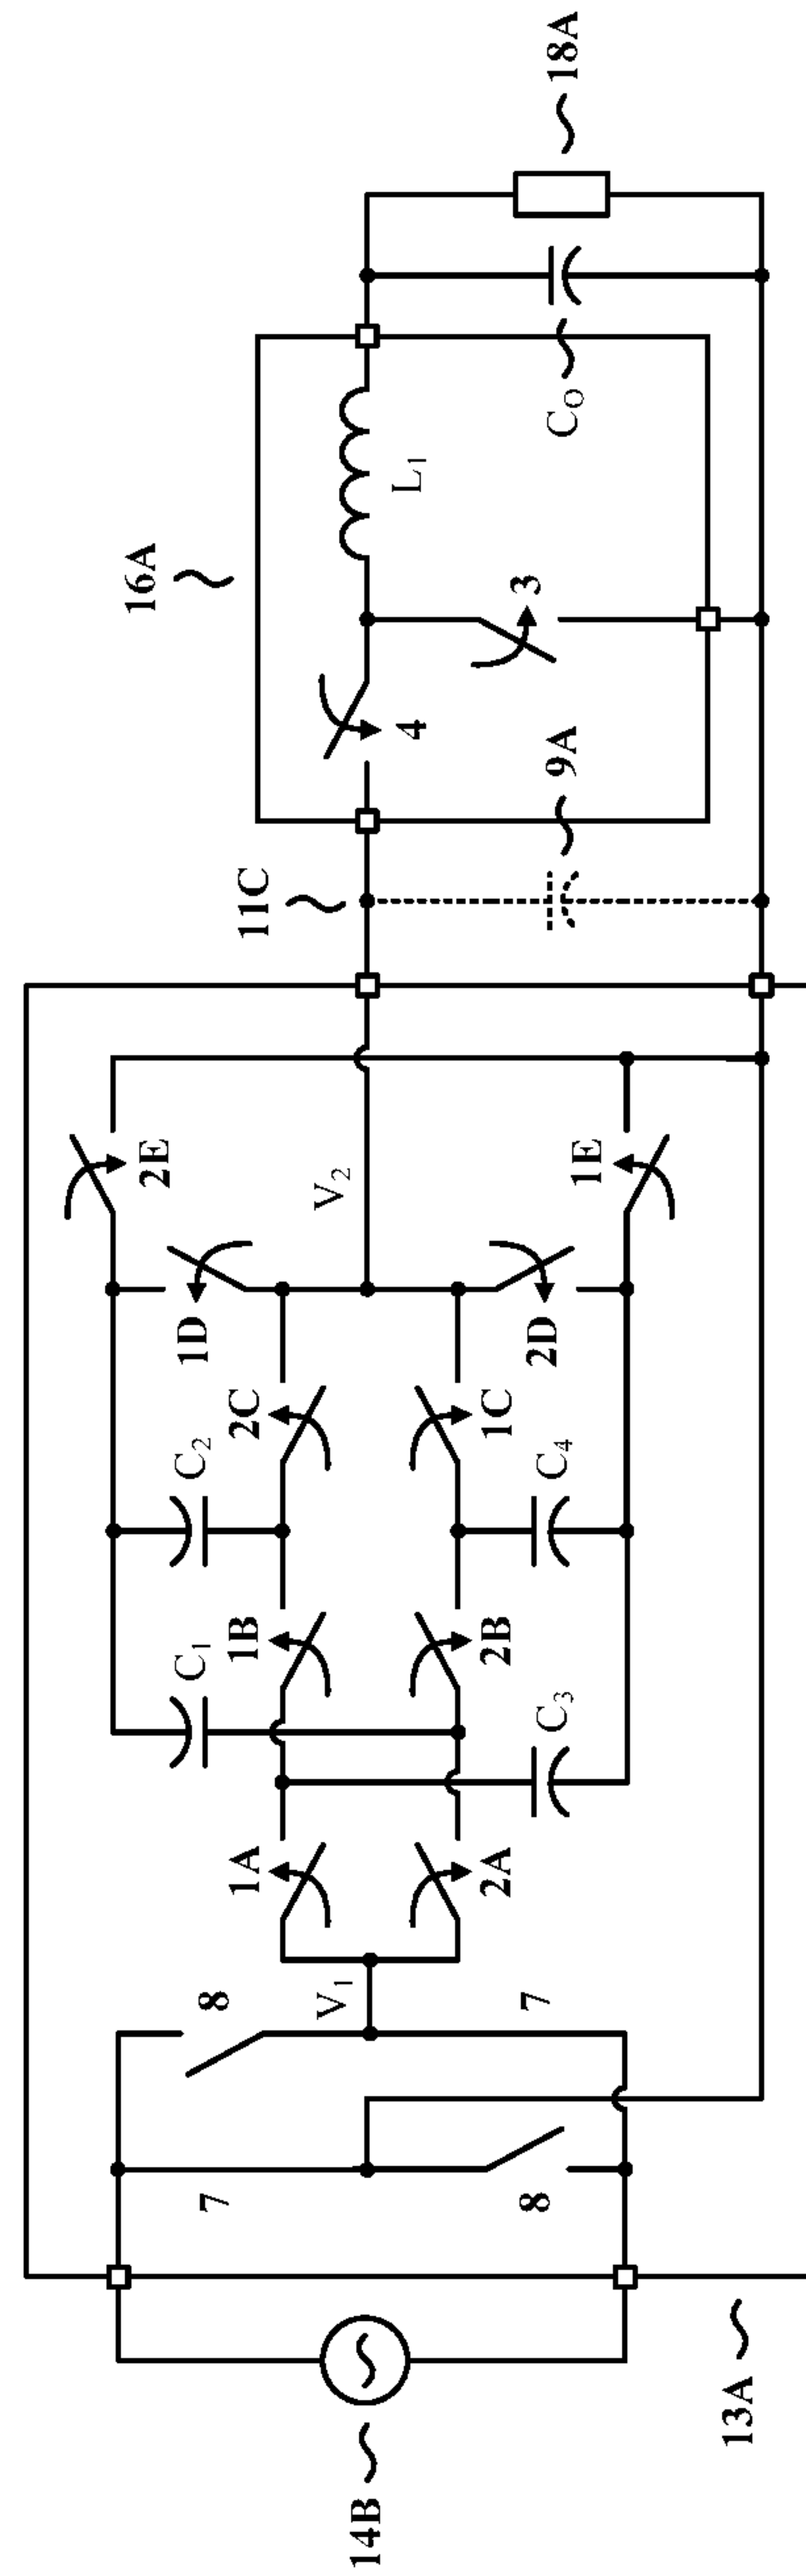 14B
13A
7
8
8
7
V₁
1A
2A
C₁
C₃
1B
2B
C₂
C₄
2C
1C
1D
2D
2E
1E
V₂
11C
9A
16A
4
3
L₁
C₀
18A